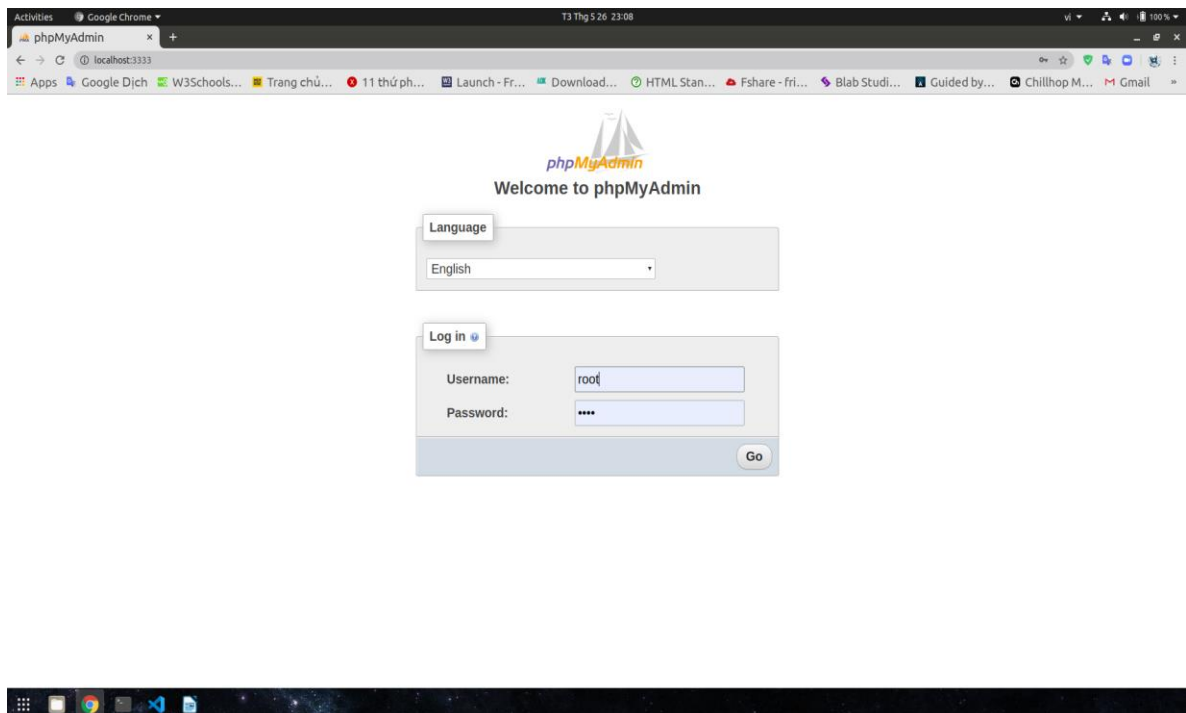 Activities Google Chrome T3 Thg 5 26 23:08 vi 100 %
phpMyAdmin
localhost:3333
Apps Google Dịch W3Schools... Trang chủ... 11 thứ ph... Launch - Fr... Download... HTML Stan... Fshare - fri... Blab Studi... Guided by... Chillhop M... Gmail »
phpMyAdmin
Welcome to phpMyAdmin
Language
English
Log in
Username: root
Password: ••••
Go